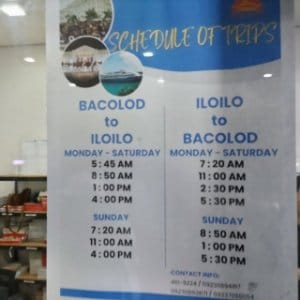 SCHEDULE OF TRIPS
BACOLOD
to
ILOILO
MONDAY - SATURDAY
5:45 AM
8:50 AM
1:00 PM
4:00 PM
SUNDAY
7:20 AM
11:00 AM
4:00 PM
ILOILO
to
BACOLOD
MONDAY - SATURDAY
7:20 AM
11:00 AM
2:30 PM
5:30 PM
SUNDAY
8:50 AM
1:00 PM
5:30 PM
CONTACT INFO: